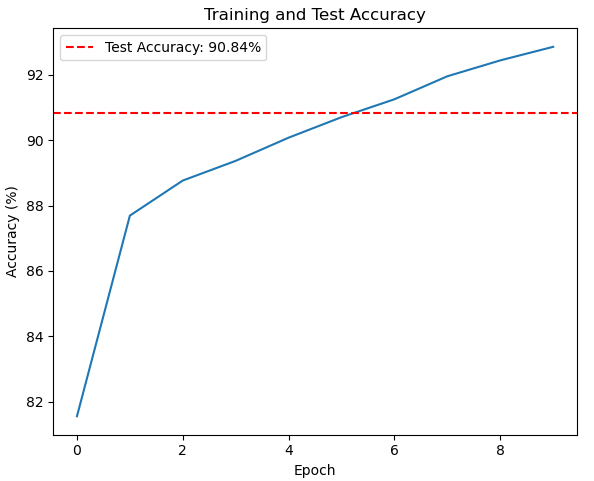 Training and Test Accuracy
Test Accuracy: 90.84%
92
90
88
86
84
82
Accuracy (%)
0 2 4 6 8
Epoch